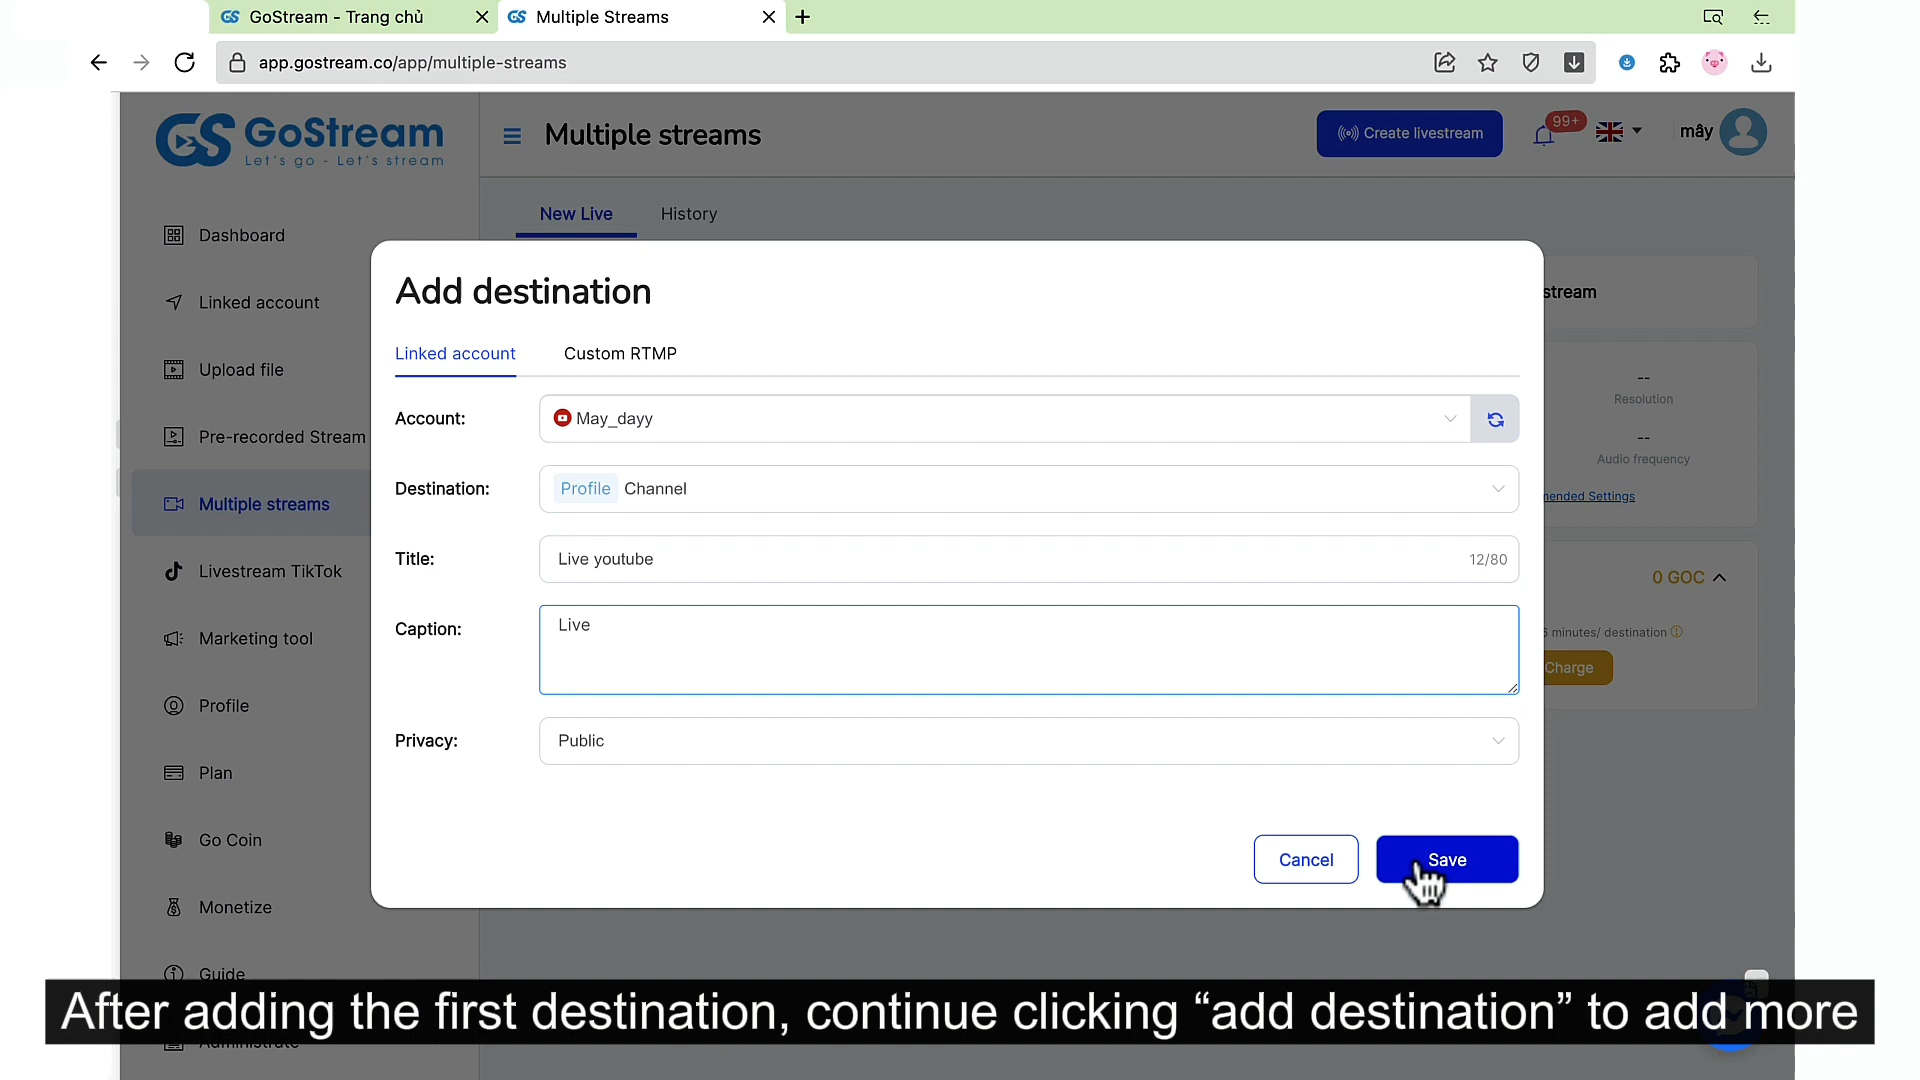 GoStream - Trang chủ
Multiple Streams
app.gostream.co/app/multiple-streams
GS GoStream
Let's go - Let's stream
Multiple streams
Create livestream
99+
mây
New Live
History
Dashboard
Linked account
Upload file
Pre-recorded Stream
Multiple streams
Livestream TikTok
Marketing tool
Profile
Plan
Go Coin
Monetize
Guide
Add destination
Linked account
Custom RTMP
Account:
May_dayy
Destination:
Profile Channel
Title:
Live youtube
12/80
Caption:
Live
Privacy:
Public
Cancel
Save
stream
--
Resolution
--
Audio frequency
mended Settings
0 GOC
minutes/ destination
Charge
After adding the first destination, continue clicking “add destination” to add more